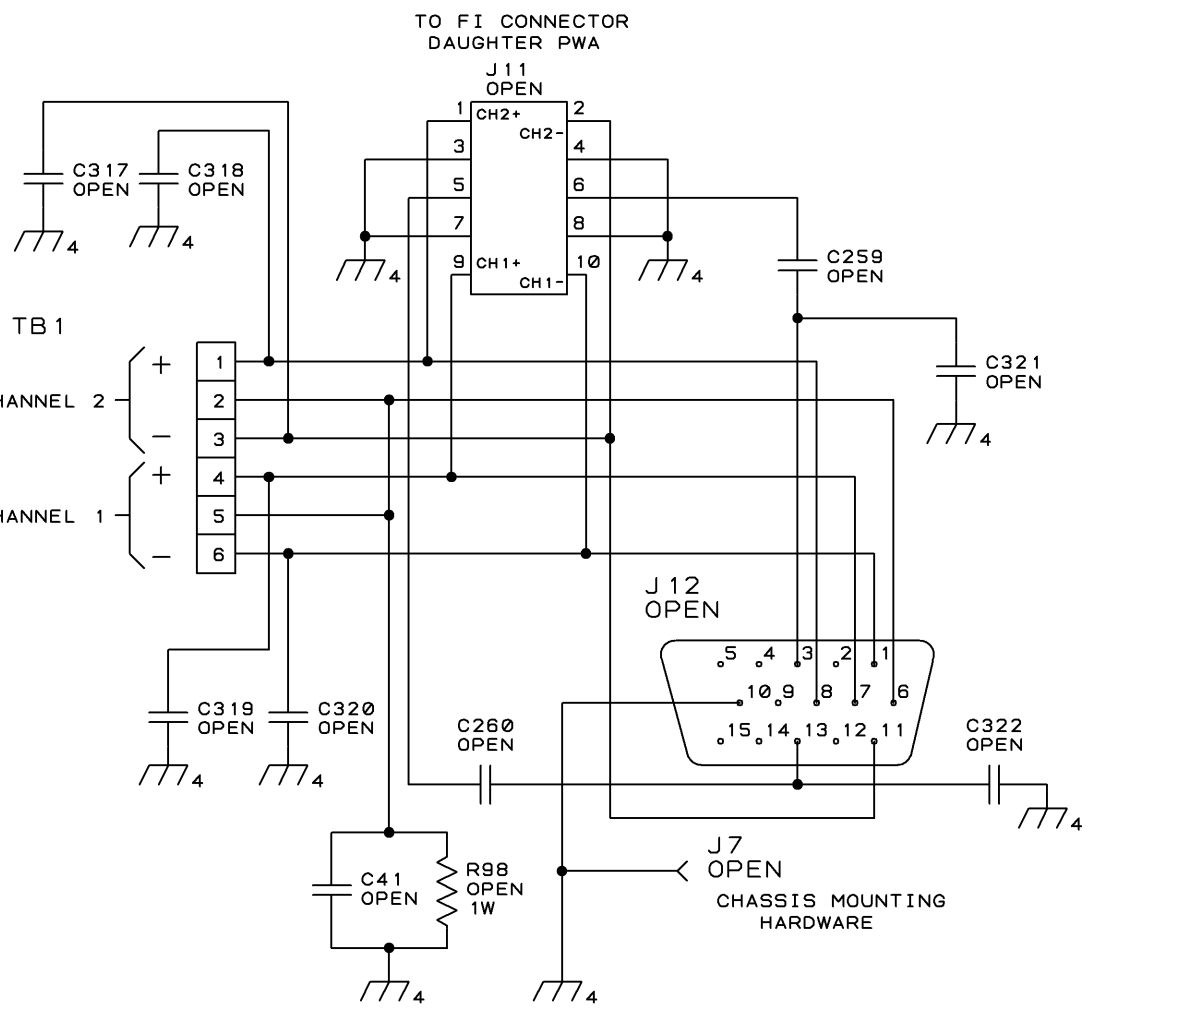 TO FI CONNECTOR
DAUGHTER PWA
J11
OPEN
1 CH2+ 2
CH2-
3 4
5 6
7 8
9 CH1+ 10
CH1-
C317
OPEN
C318
OPEN
4
4
4
4
C259
OPEN
C321
OPEN
4
TB1
+
CHANNEL 2
-
+
CHANNEL 1
-
1
2
3
4
5
6
J12
OPEN
5 4 3 2 1
10 9 8 7 6
15 14 13 12 11
C319
OPEN
C320
OPEN
4
4
C260
OPEN
C322
OPEN
4
C41
OPEN
R98
OPEN
1W
J7
OPEN
CHASSIS MOUNTING
HARDWARE
4
4